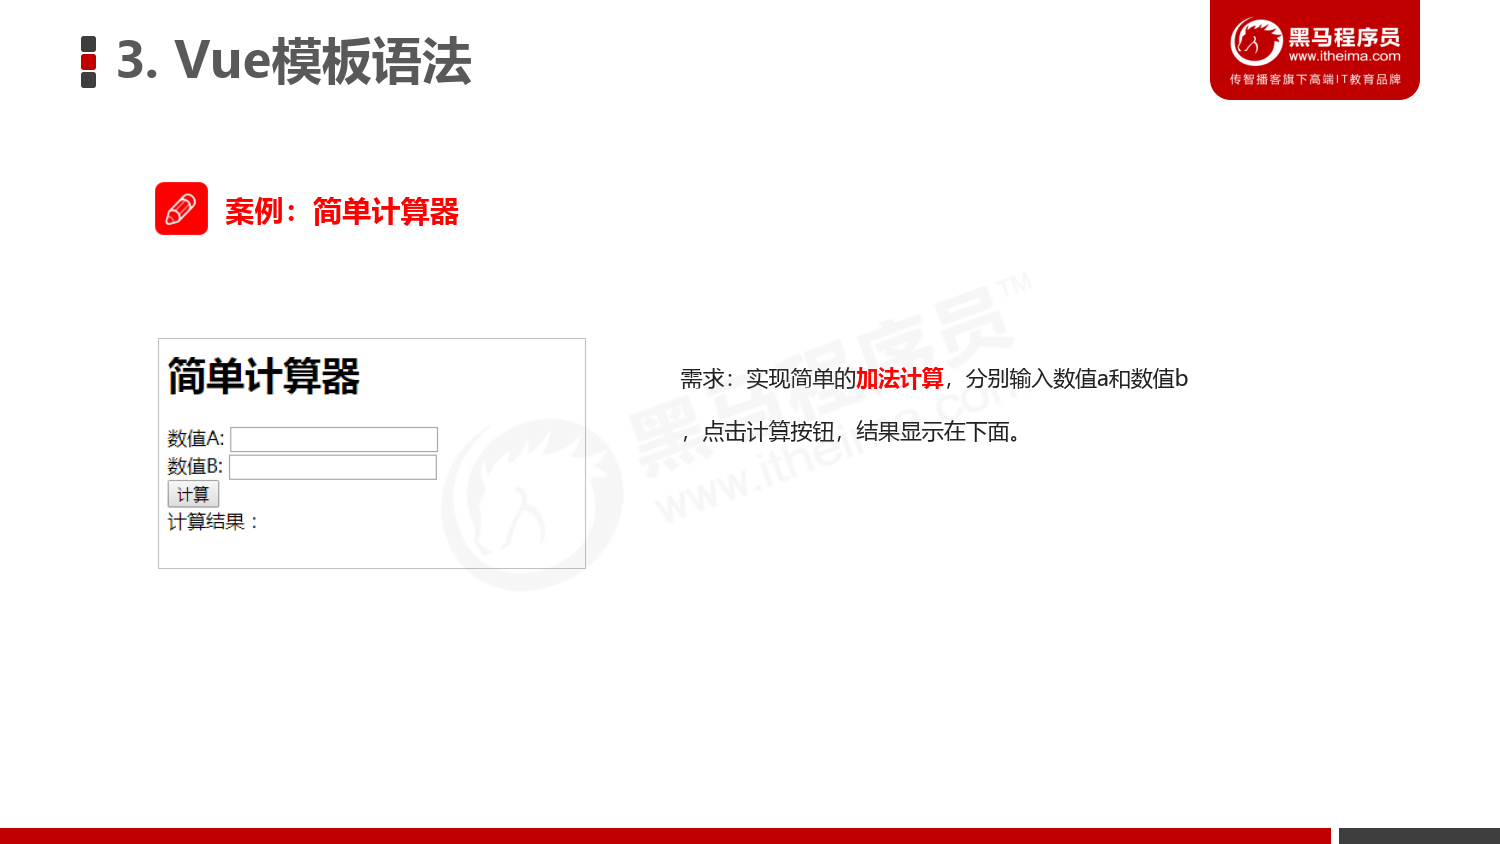 3. Vue模板语法
黑马程序员
www.itheima.com
传智播客旗下高端IT教育品牌
案例：简单计算器
简单计算器
数值A:
数值B:
计算
计算结果：
需求：实现简单的加法计算，分别输入数值a和数值b
，点击计算按钮，结果显示在下面。
黑马程序员™
www.itheima.com